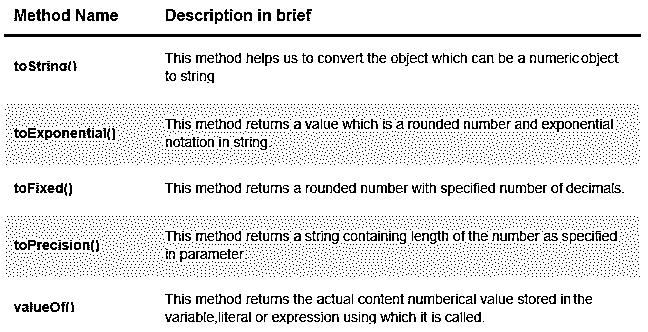 Method Name Description in brief
toString() This method helps us to convert the object which can be a numeric object
to string
toExponential() This method returns a value which is a rounded number and exponential
notation in string.
toFixed() This method returns a rounded number with specified number of decimals.
toPrecision() This method returns a string containing length of the number as specified
in parameter.
valueOf() This method returns the actual content numberical value stored in the
variable,literal or expression using which it is called.